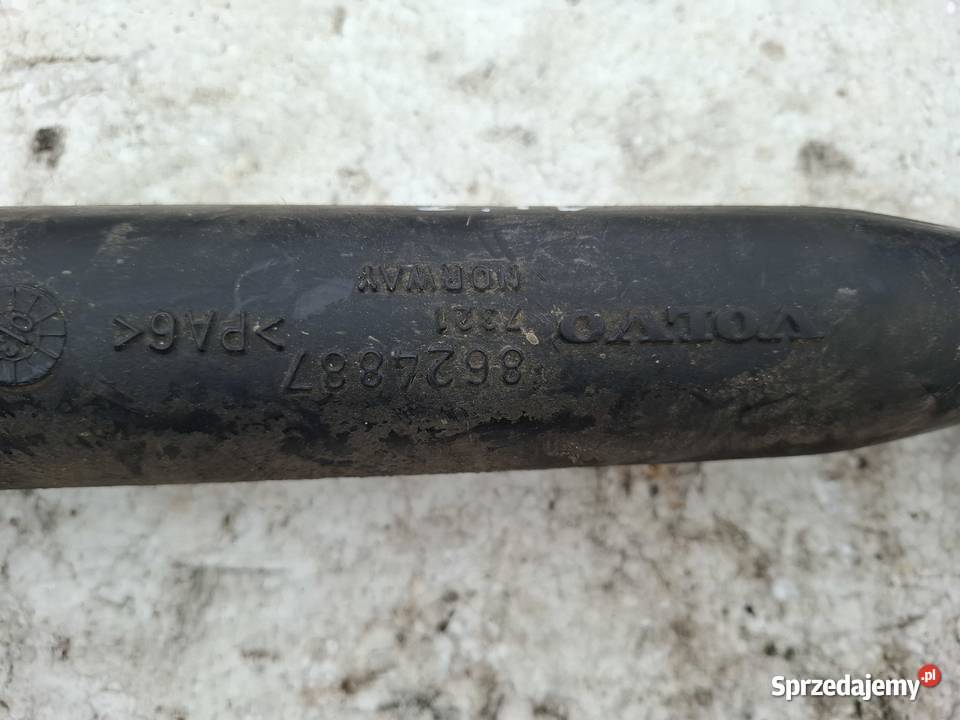 VOLVO
8624887
7321
NORWAY
>PA6<
Sprzedajemy.pl